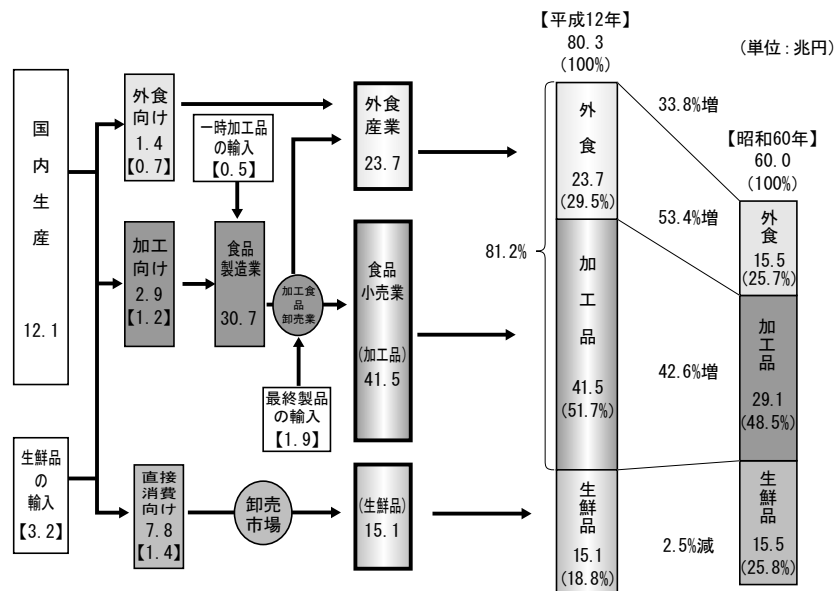 【平成12年】
80.3
(100%)
(単位:兆円)
国内生産
12.1
外食
向け
1.4
【0.7】
一時加工品
の輸入
【0.5】
外食
産業
23.7
外食
23.7
(29.5%)
33.8%増
【昭和60年】
60.0
(100%)
加工
向け
2.9
【1.2】
食品
製造業
30.7
加工食
品
卸売業
食品
小売業
(加工品)
41.5
81.2%
加工品
41.5
(51.7%)
53.4%増
外食
15.5
(25.7%)
42.6%増
加工品
29.1
(48.5%)
最終製品
の輸入
【1.9】
生鮮品
の
輸入
【3.2】
直接
消費
向け
7.8
【1.4】
卸売
市場
(生鮮品)
15.1
生鮮品
15.1
(18.8%)
2.5%減
生鮮品
15.5
(25.8%)